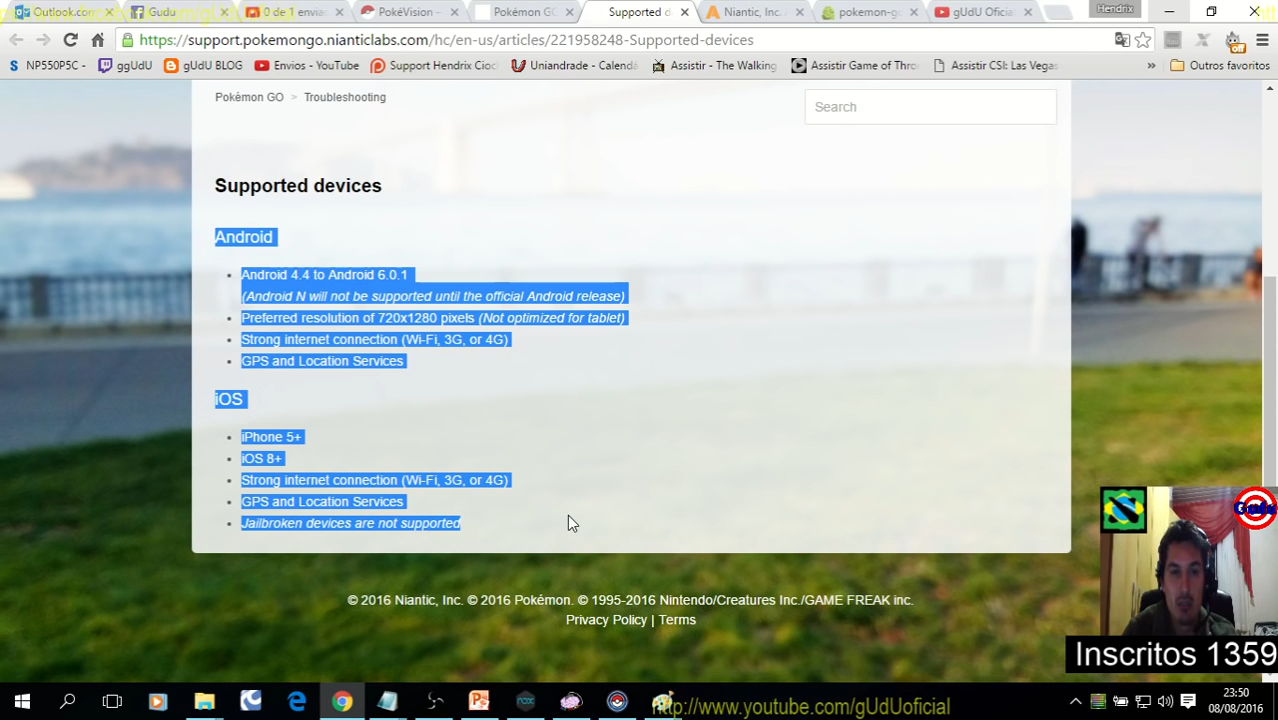 Outlook.com
Gudu
0 de 1 enviad
PokéVision –
Pokémon GO
Supported d
Niantic, Inc.
pokemon-go
gUdU Oficia
Hendrix
https://support.pokemongo.nianticlabs.com/hc/en-us/articles/221958248-Supported-devices
NP550P5C -
ggUdU
gUdU BLOG
Envios - YouTube
Support Hendrix Cioc
Uniandrade - Calendá
Assistir - The Walking
Assistir Game of Thro
Assistir CSI: Las Vegas
»
Outros favoritos
off
Pokémon GO > Troubleshooting
Search
Supported devices
Android
• Android 4.4 to Android 6.0.1
(Android N will not be supported until the official Android release)
• Preferred resolution of 720x1280 pixels (Not optimized for tablet)
• Strong internet connection (Wi-Fi, 3G, or 4G)
• GPS and Location Services
iOS
• iPhone 5+
• iOS 8+
• Strong internet connection (Wi-Fi, 3G, or 4G)
• GPS and Location Services
• Jailbroken devices are not supported
Gudu
© 2016 Niantic, Inc. © 2016 Pokémon. © 1995-2016 Nintendo/Creatures Inc./GAME FREAK inc.
Privacy Policy | Terms
Inscritos 1359
nox
http://www.youtube.com/gUdUoficial
23:50
08/08/2016